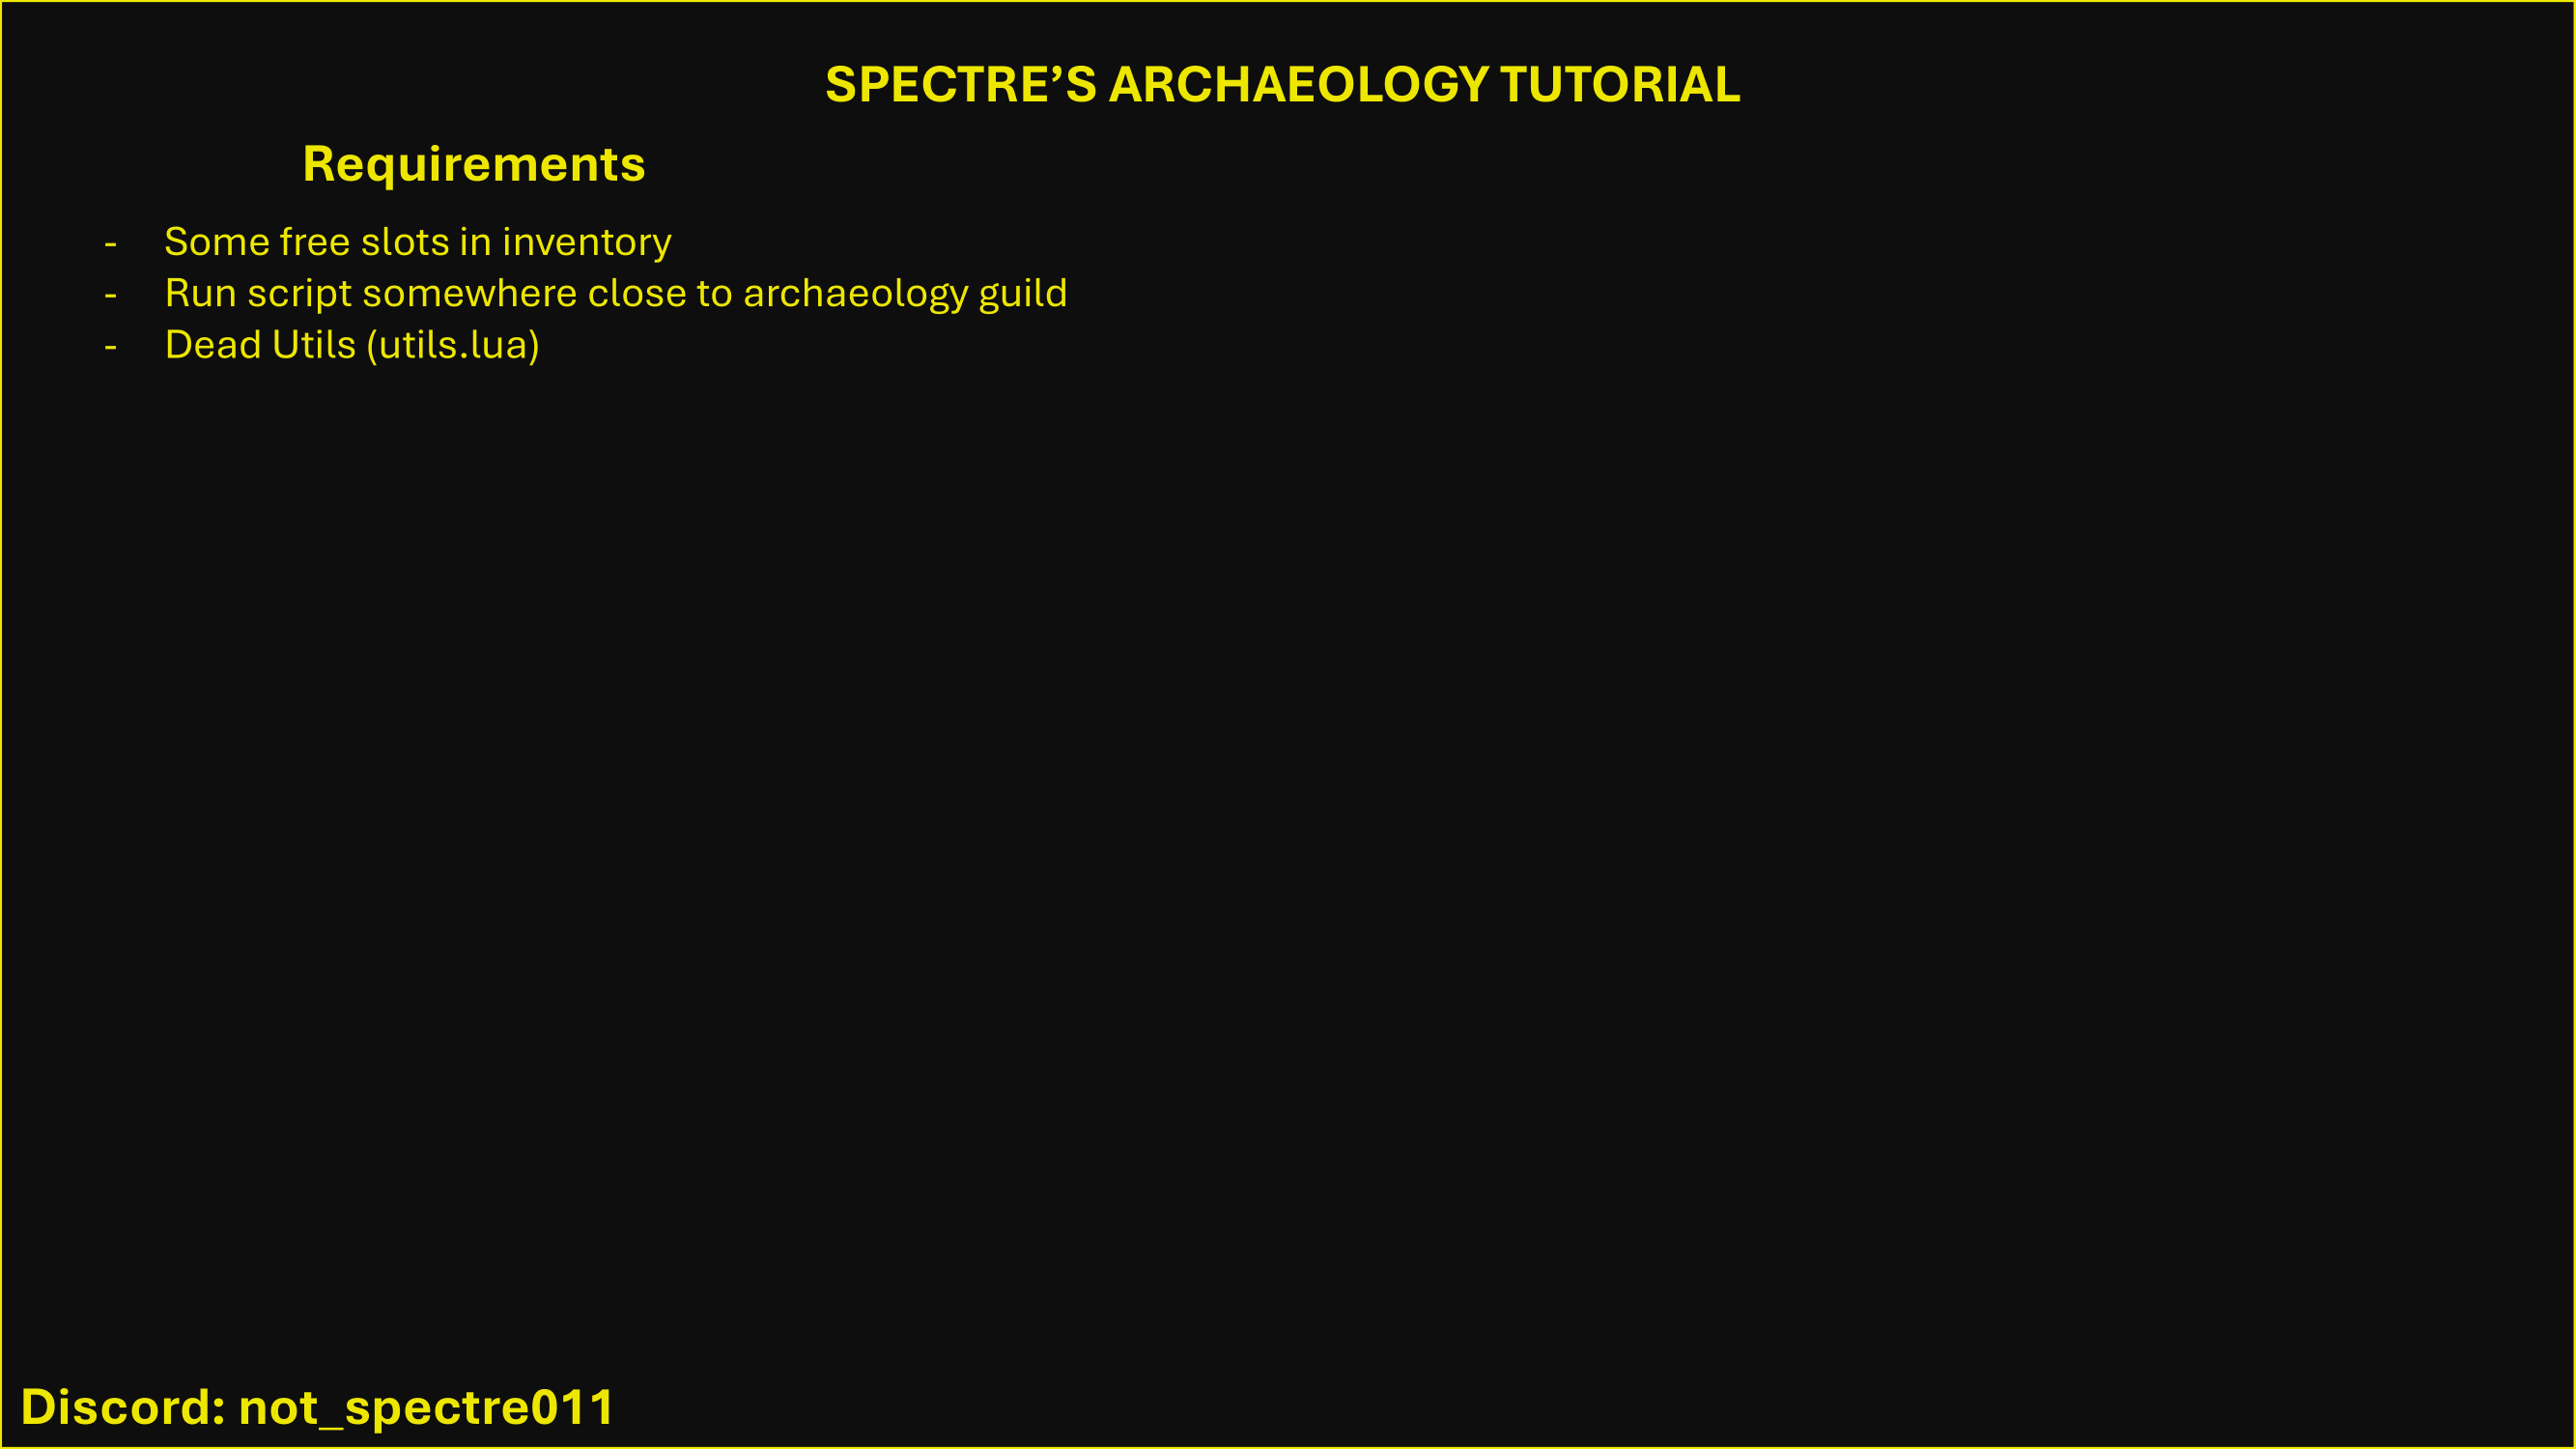 SPECTRE’S ARCHAEOLOGY TUTORIAL
Requirements
- Some free slots in inventory
- Run script somewhere close to archaeology guild
- Dead Utils (utils.lua)
Discord: not_spectre011